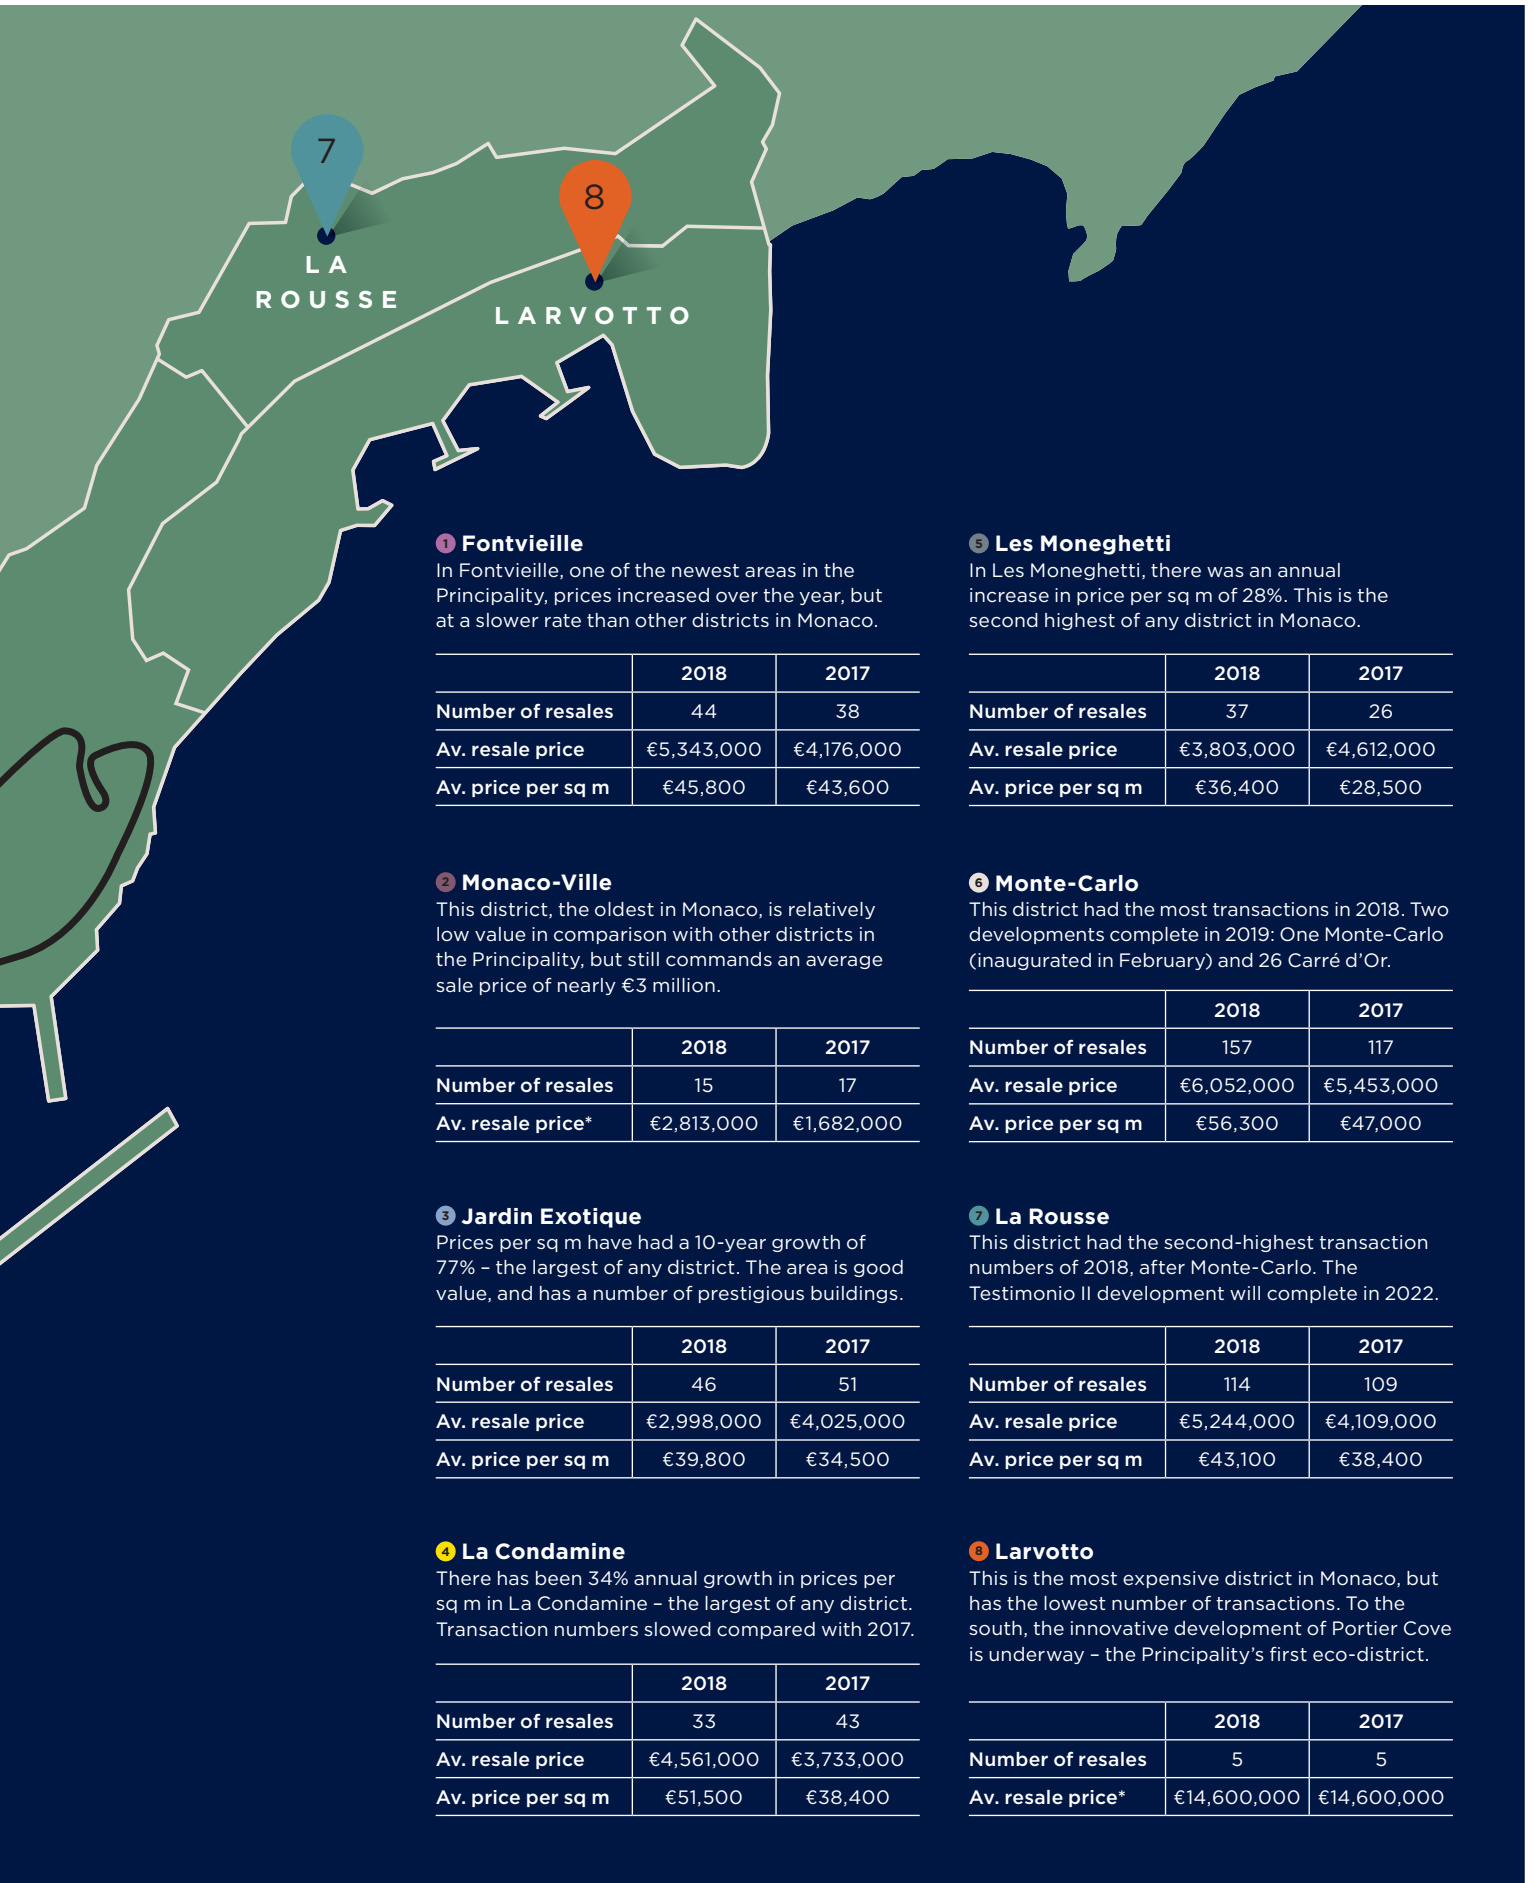 7
8
LA
ROUSSE
LARVOTTO
1 Fontvieille
In Fontvieille, one of the newest areas in the
Principality, prices increased over the year, but
at a slower rate than other districts in Monaco.
2018 2017
Number of resales 44 38
Av. resale price €5,343,000 €4,176,000
Av. price per sq m €45,800 €43,600
2 Monaco-Ville
This district, the oldest in Monaco, is relatively
low value in comparison with other districts in
the Principality, but still commands an average
sale price of nearly €3 million.
2018 2017
Number of resales 15 17
Av. resale price* €2,813,000 €1,682,000
3 Jardin Exotique
Prices per sq m have had a 10-year growth of
77% – the largest of any district. The area is good
value, and has a number of prestigious buildings.
2018 2017
Number of resales 46 51
Av. resale price €2,998,000 €4,025,000
Av. price per sq m €39,800 €34,500
4 La Condamine
There has been 34% annual growth in prices per
sq m in La Condamine – the largest of any district.
Transaction numbers slowed compared with 2017.
2018 2017
Number of resales 33 43
Av. resale price €4,561,000 €3,733,000
Av. price per sq m €51,500 €38,400
5 Les Moneghetti
In Les Moneghetti, there was an annual
increase in price per sq m of 28%. This is the
second highest of any district in Monaco.
2018 2017
Number of resales 37 26
Av. resale price €3,803,000 €4,612,000
Av. price per sq m €36,400 €28,500
6 Monte-Carlo
This district had the most transactions in 2018. Two
developments complete in 2019: One Monte-Carlo
(inaugurated in February) and 26 Carré d’Or.
2018 2017
Number of resales 157 117
Av. resale price €6,052,000 €5,453,000
Av. price per sq m €56,300 €47,000
7 La Rousse
This district had the second-highest transaction
numbers of 2018, after Monte-Carlo. The
Testimonio II development will complete in 2022.
2018 2017
Number of resales 114 109
Av. resale price €5,244,000 €4,109,000
Av. price per sq m €43,100 €38,400
8 Larvotto
This is the most expensive district in Monaco, but
has the lowest number of transactions. To the
south, the innovative development of Portier Cove
is underway – the Principality’s first eco-district.
2018 2017
Number of resales 5 5
Av. resale price* €14,600,000 €14,600,000